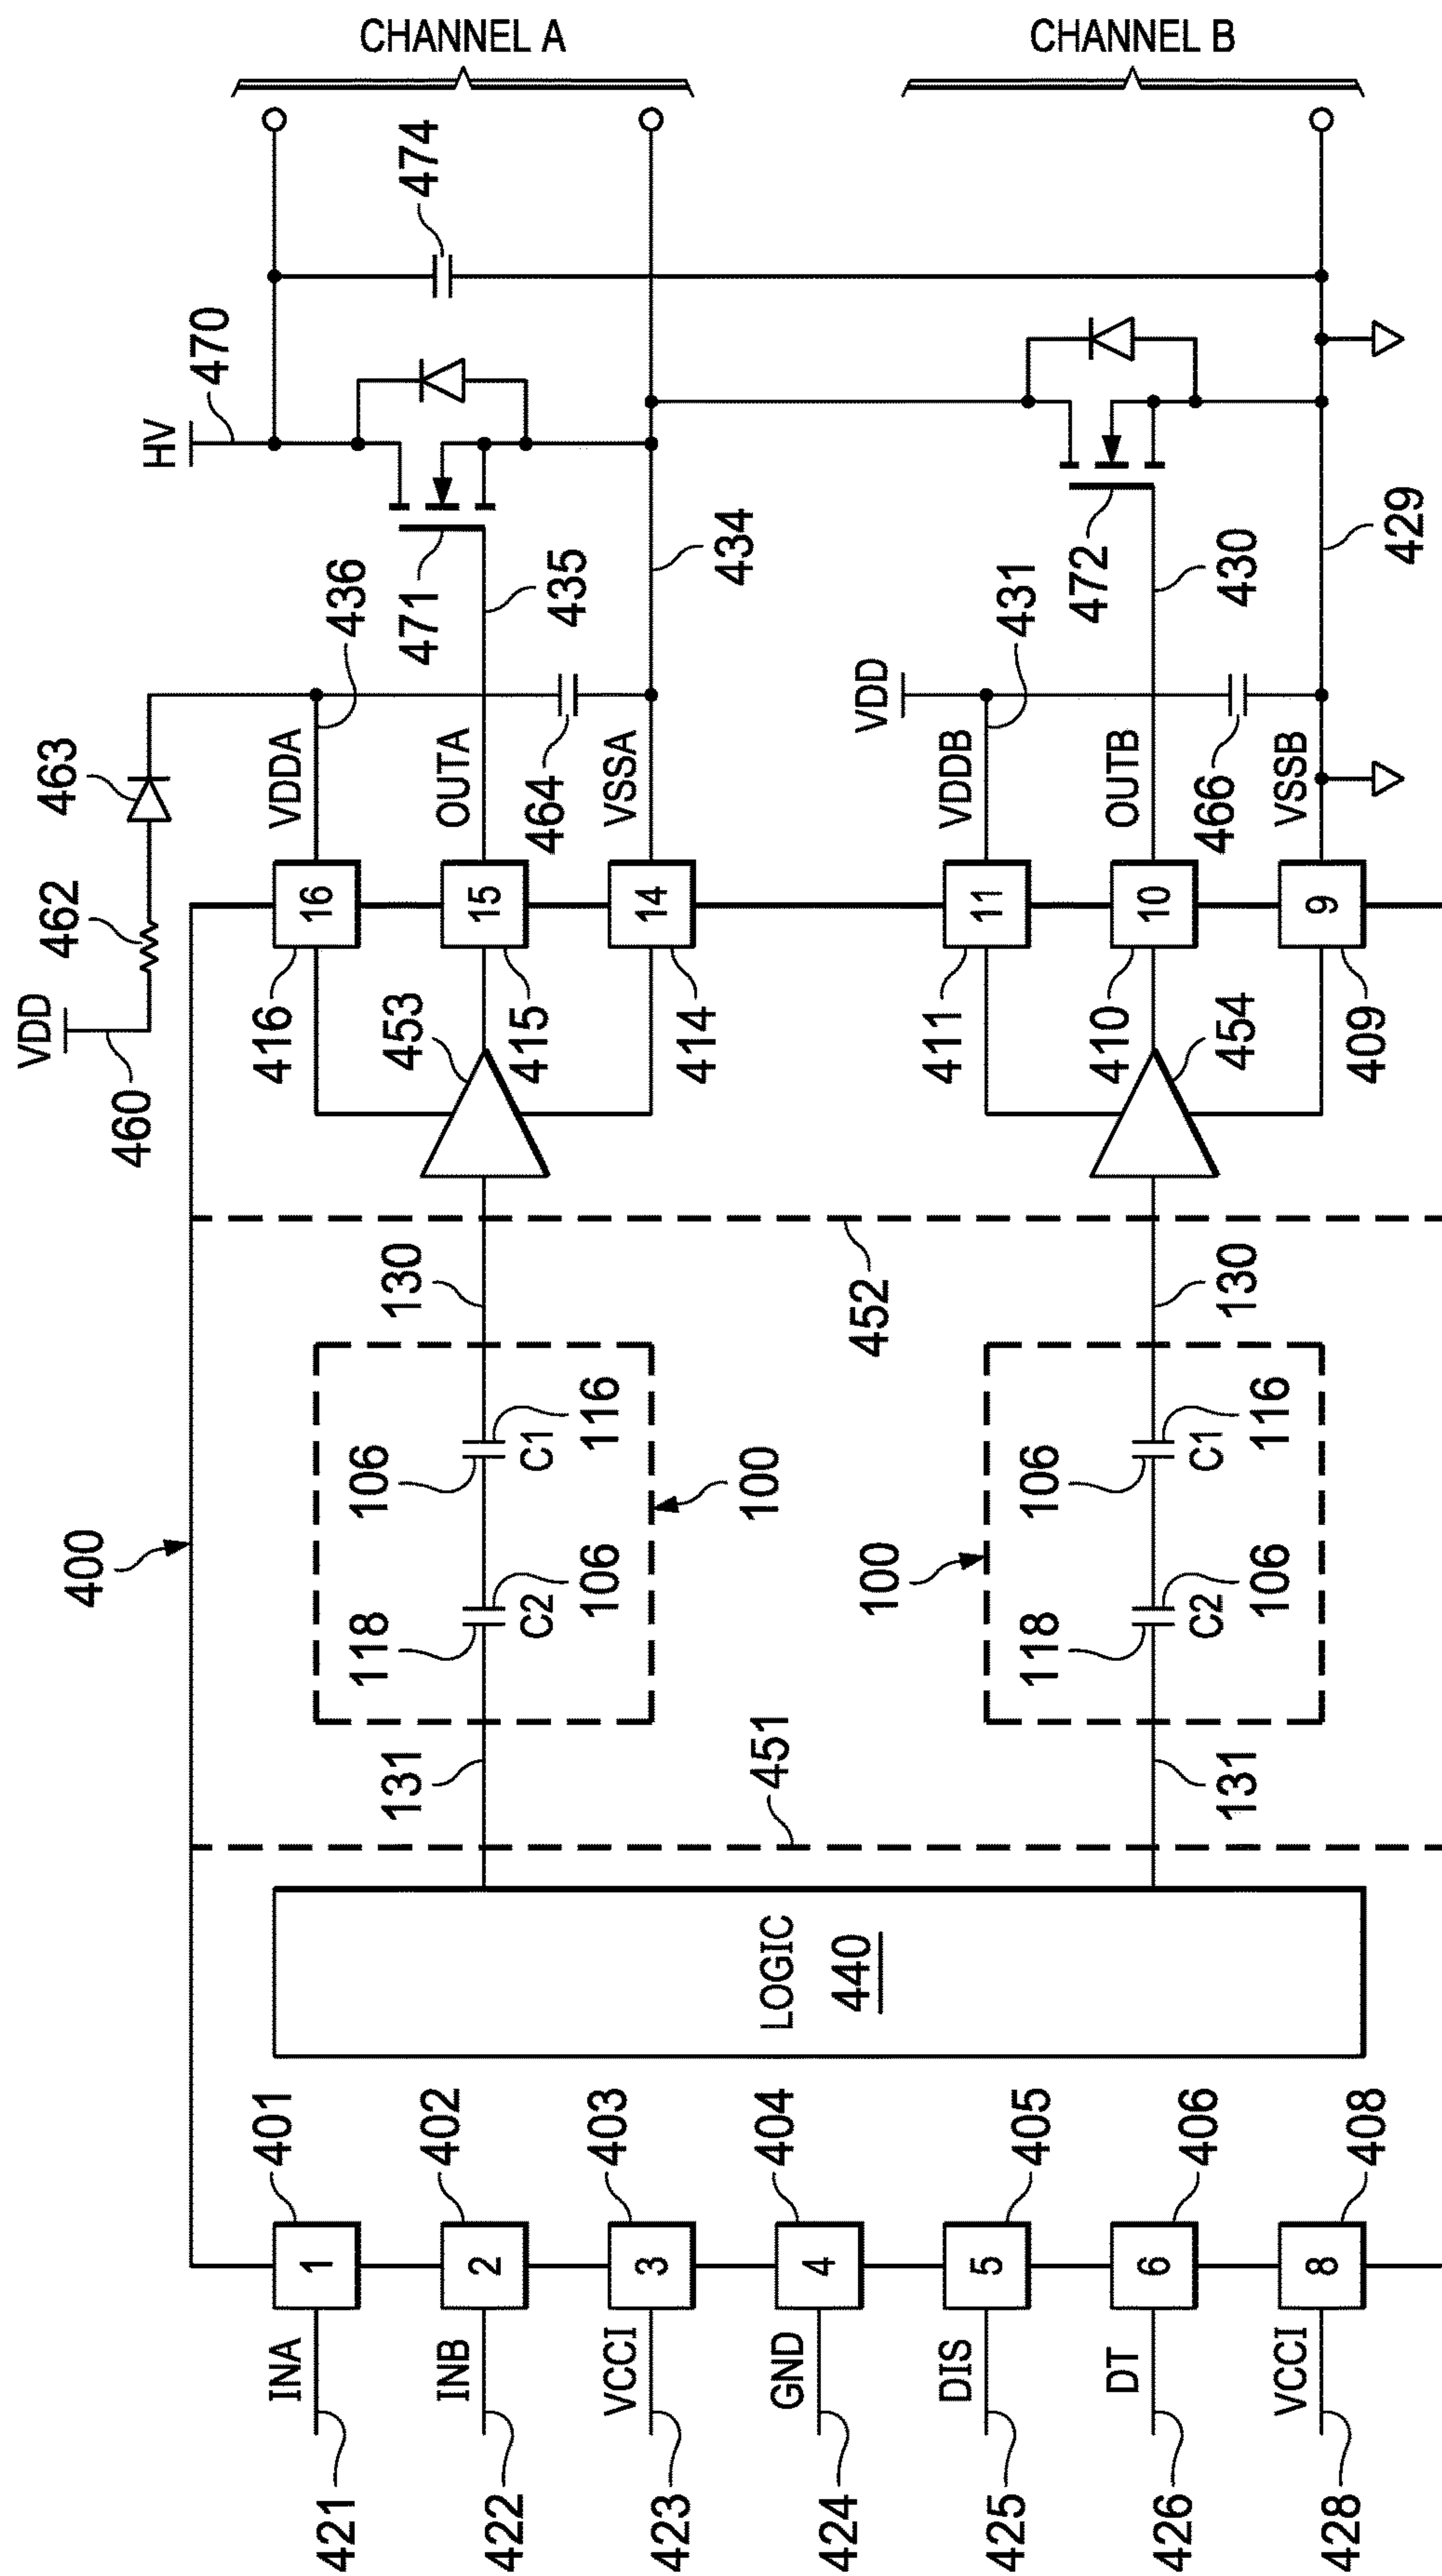 400
VDD
460
462
463
HV
470
474
CHANNEL A
CHANNEL B
INA
421
1
401
INB
422
2
402
VCCI
423
3
403
GND
424
4
404
DIS
425
5
405
DT
426
6
406
VCCI
428
8
408
LOGIC
440
451
452
131
118
106
C2
106
116
C1
130
100
131
118
106
C2
106
116
C1
130
100
453
454
416
16
VDDA
436
415
15
OUTA
435
471
414
14
VSSA
464
434
411
11
VDDB
VDD
431
410
10
OUTB
430
472
409
9
VSSB
466
429